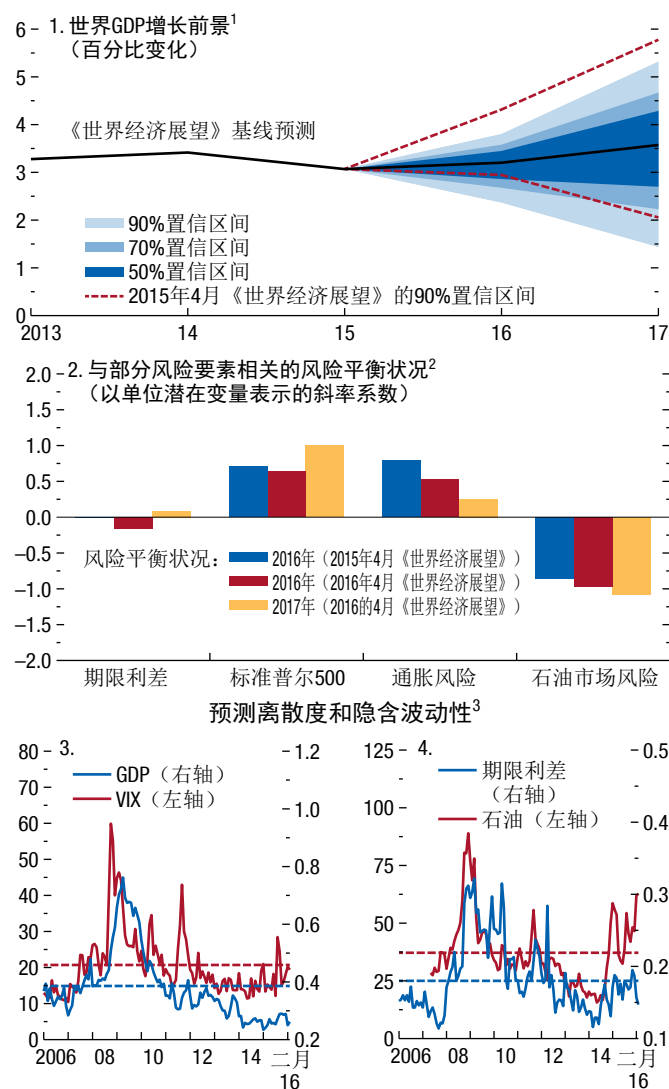 1. 世界GDP增长前景¹
（百分比变化）
6
5
4
3
2
1
0
《世界经济展望》基线预测
90%置信区间
70%置信区间
50%置信区间
2015年4月《世界经济展望》的90%置信区间
2013 14 15 16 17
2. 与部分风险要素相关的风险平衡状况²
（以单位潜在变量表示的斜率系数）
2.0
1.5
1.0
0.5
0.0
–0.5
–1.0
–1.5
–2.0
风险平衡状况：
2016年（2015年4月《世界经济展望》）
2016年（2016年4月《世界经济展望》）
2017年（2016的4月《世界经济展望》）
期限利差 标准普尔500 通胀风险 石油市场风险
预测离散度和隐含波动性³
3.
GDP（右轴）
VIX（左轴）
80
70
60
50
40
30
20
10
0
1.2
1.0
0.8
0.6
0.4
0.2
2006 08 10 12 14 二月
16
4.
期限利差
（右轴）
石油（左轴）
125
100
75
50
25
0
0.5
0.4
0.3
0.2
0.1
2006 08 10 12 14 二月
16